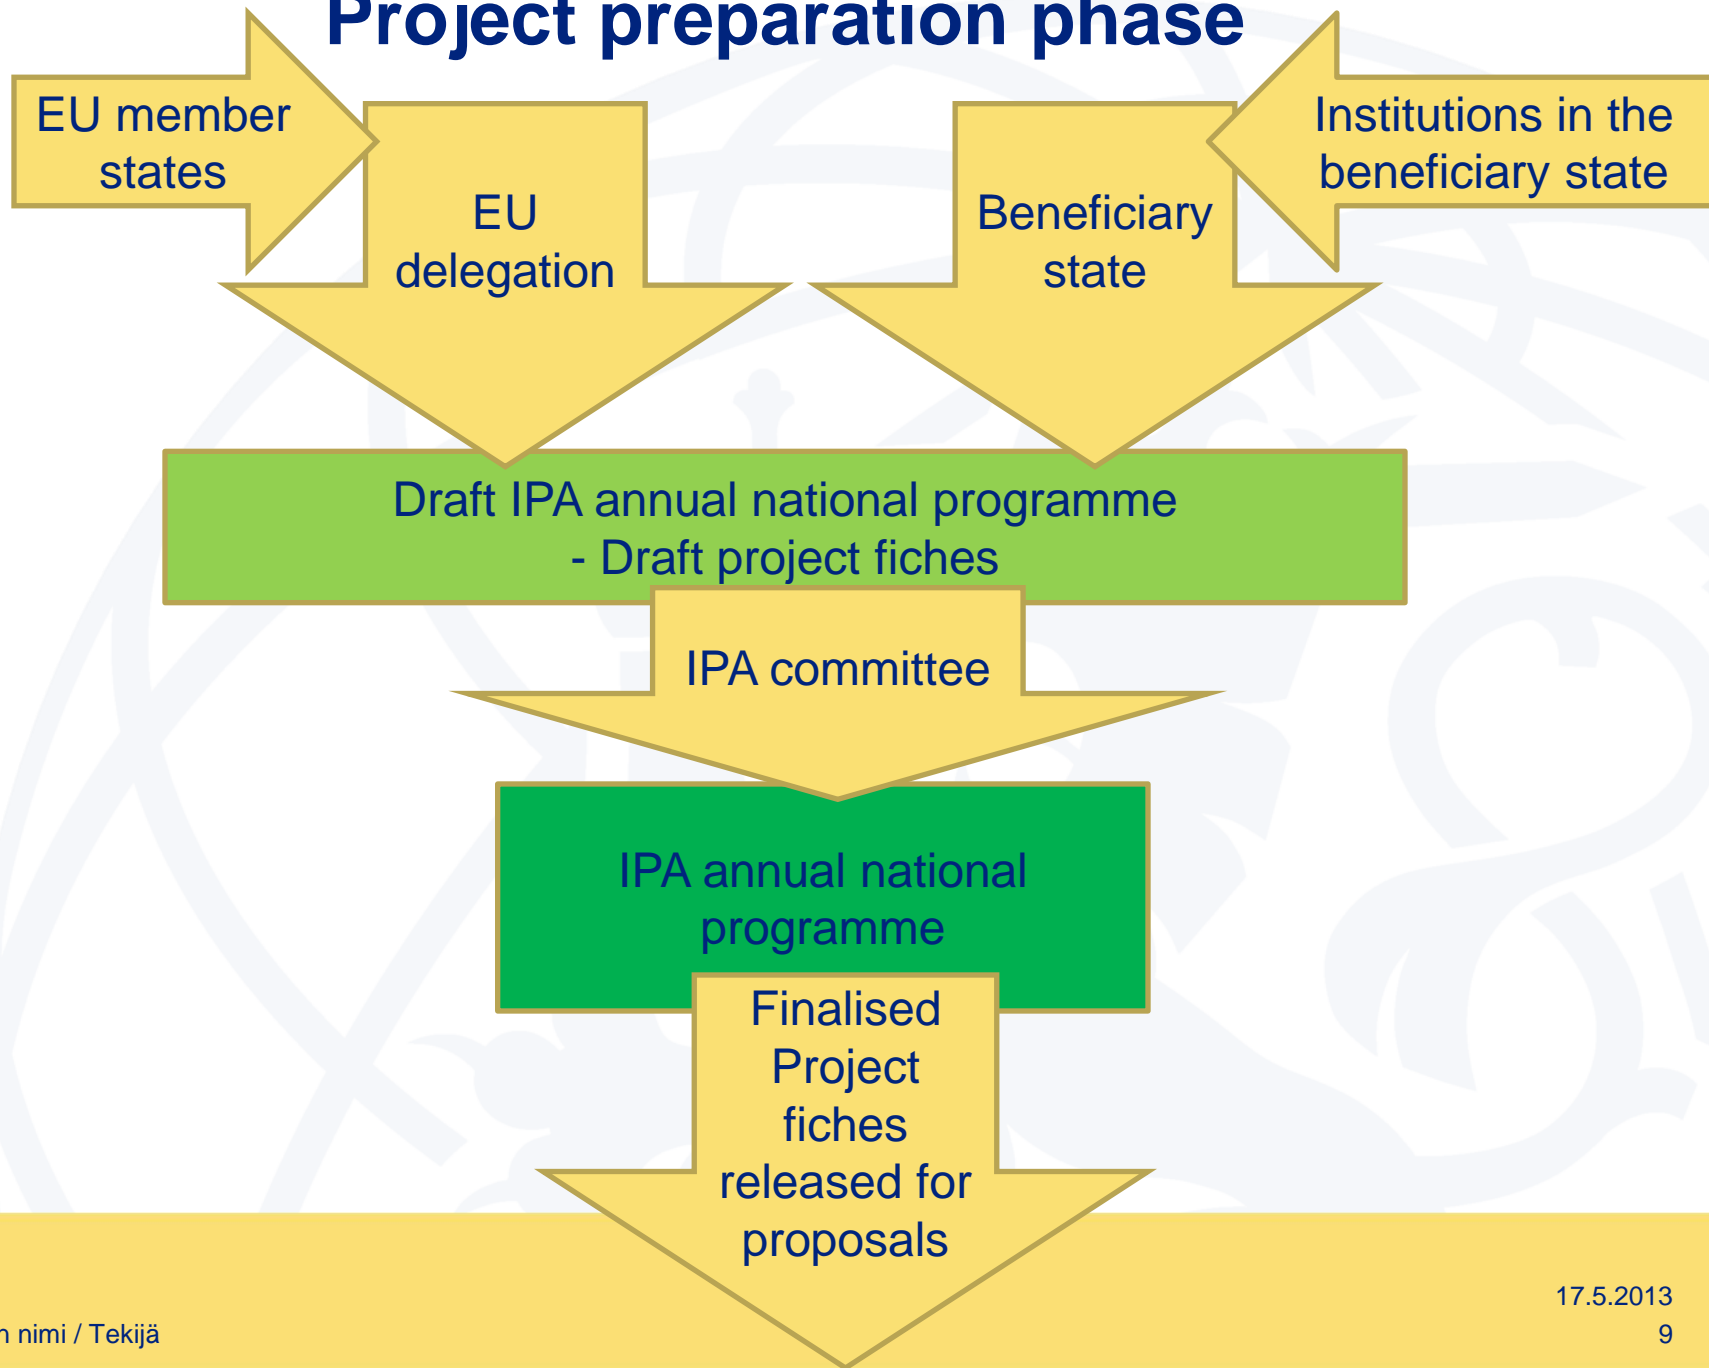 Project preparation phase
EU member
states
EU
delegation
Beneficiary
state
Institutions in the
beneficiary state
Draft IPA annual national programme
- Draft project fiches
IPA committee
IPA annual national
programme
Finalised
Project
fiches
released for
proposals
17.5.2013
nimi / Tekijä
9